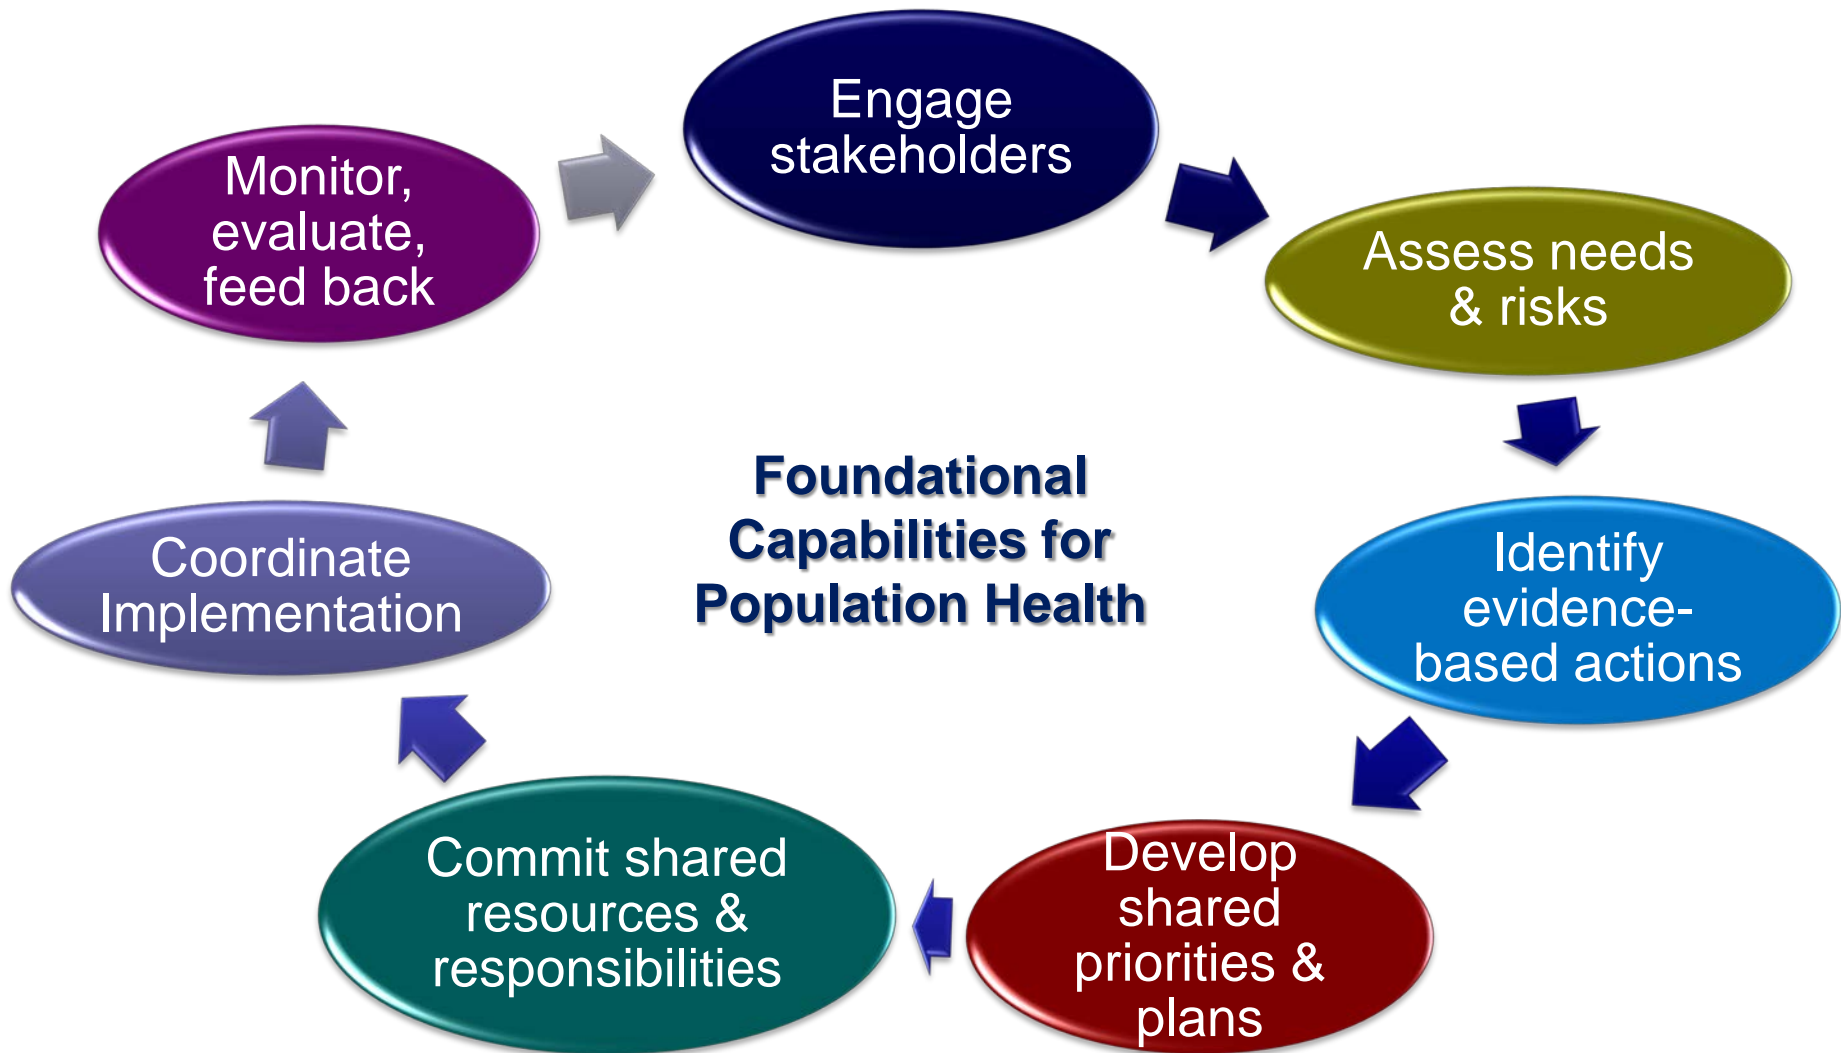 Engage
stakeholders
Assess needs
& risks
Identify
evidence-
based actions
Develop
shared
priorities &
plans
Commit shared
resources &
responsibilities
Coordinate
Implementation
Monitor,
evaluate,
feed back
Foundational
Capabilities for
Population Health